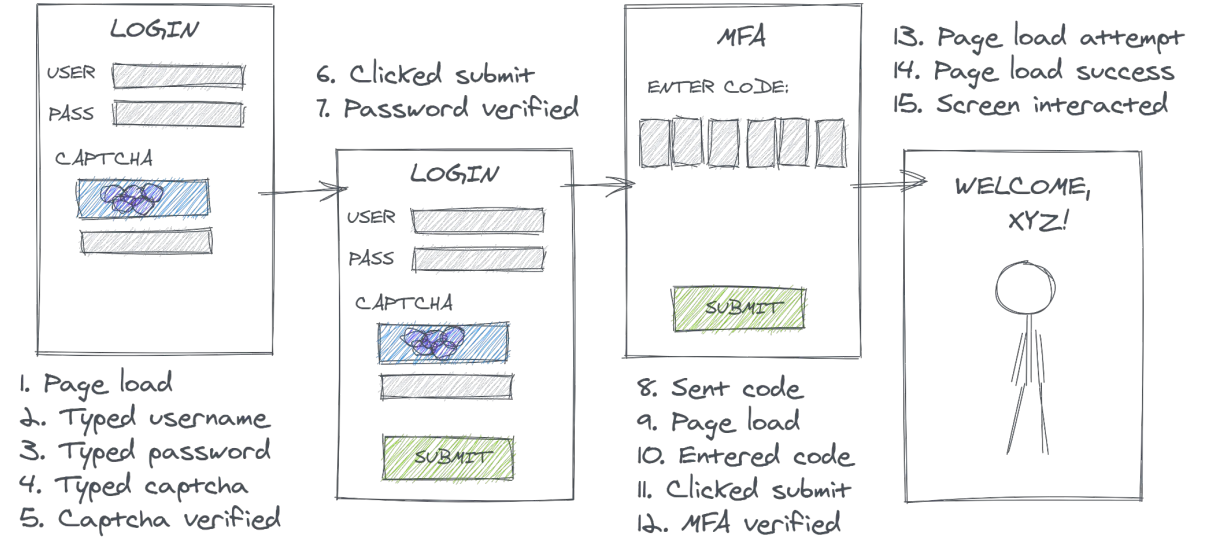 LOGIN
USER
PASS
CAPTCHA
1. Page load
2. Typed username
3. Typed password
4. Typed captcha
5. Captcha verified
6. Clicked submit
7. Password verified
LOGIN
USER
PASS
CAPTCHA
SUBMIT
MFA
ENTER CODE:
SUBMIT
8. Sent code
9. Page load
10. Entered code
11. Clicked submit
12. MFA verified
13. Page load attempt
14. Page load success
15. Screen interacted
WELCOME,
XYZ!